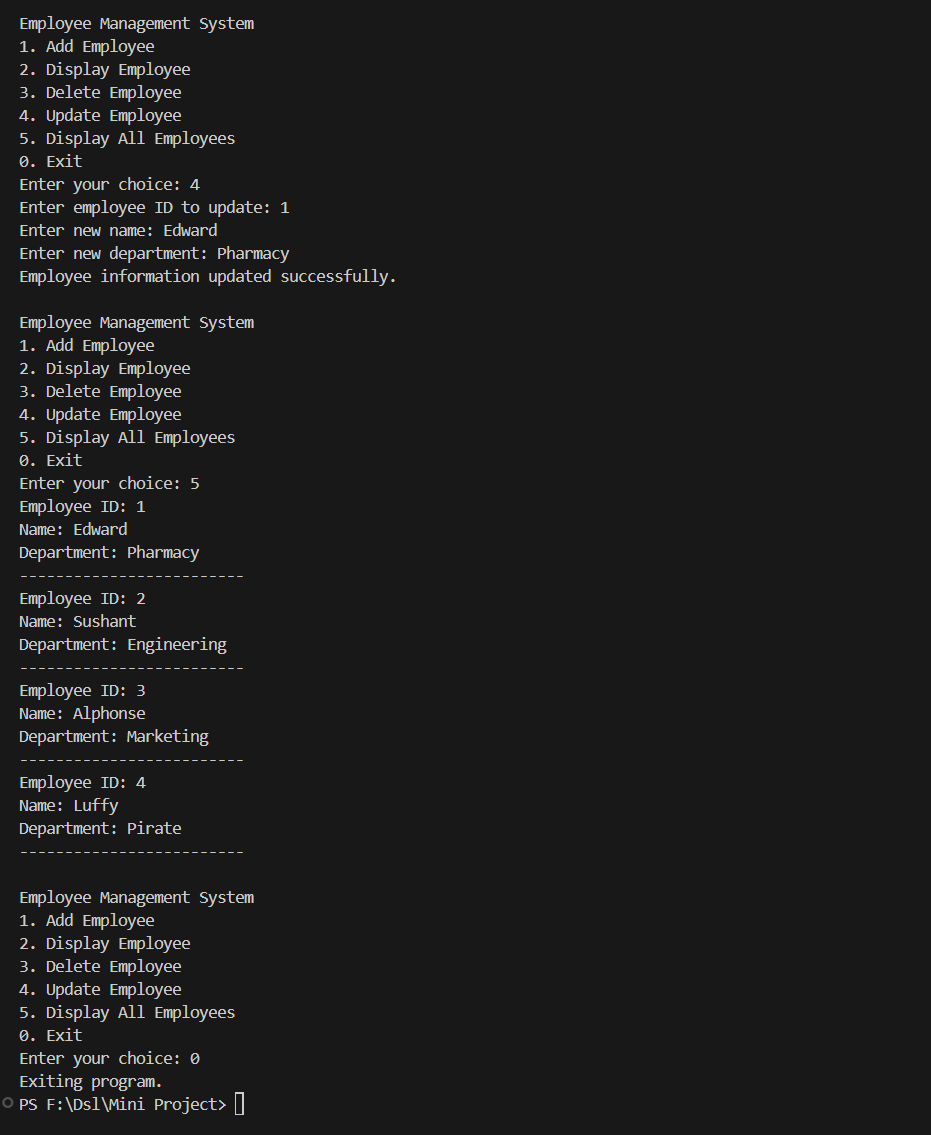 Employee Management System
1. Add Employee
2. Display Employee
3. Delete Employee
4. Update Employee
5. Display All Employees
0. Exit
Enter your choice: 4
Enter employee ID to update: 1
Enter new name: Edward
Enter new department: Pharmacy
Employee information updated successfully.

Employee Management System
1. Add Employee
2. Display Employee
3. Delete Employee
4. Update Employee
5. Display All Employees
0. Exit
Enter your choice: 5
Employee ID: 1
Name: Edward
Department: Pharmacy
-------------------------
Employee ID: 2
Name: Sushant
Department: Engineering
-------------------------
Employee ID: 3
Name: Alphonse
Department: Marketing
-------------------------
Employee ID: 4
Name: Luffy
Department: Pirate
-------------------------

Employee Management System
1. Add Employee
2. Display Employee
3. Delete Employee
4. Update Employee
5. Display All Employees
0. Exit
Enter your choice: 0
Exiting program.
PS F:\Dsl\Mini Project>